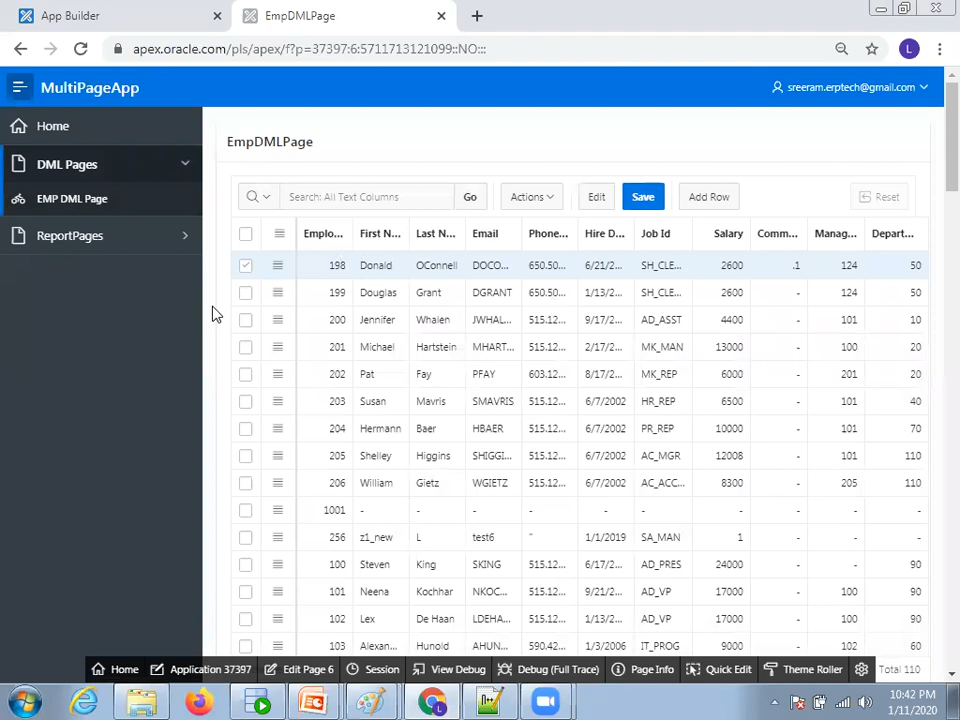 App Builder
EmpDMLPage
apex.oracle.com/pls/apex/f?p=37397:6:5711713121099::NO:::
L
MultiPageApp
sreeram.erptech@gmail.com
Home
DML Pages
EMP DML Page
ReportPages
EmpDMLPage
Search: All Text Columns Go Actions Edit Save Add Row Reset
Emplo... First N... Last N... Email Phone... Hire D... Job Id Salary Comm... Manag... Depart...
198 Donald OConnell DOCO... 650.50... 6/21/2... SH_CLE... 2600 .1 124 50
199 Douglas Grant DGRANT 650.50... 1/13/2... SH_CLE... 2600 - 124 50
200 Jennifer Whalen JWHAL... 515.12... 9/17/2... AD_ASST 4400 - 101 10
201 Michael Hartstein MHART... 515.12... 2/17/2... MK_MAN 13000 - 100 20
202 Pat Fay PFAY 603.12... 8/17/2... MK_REP 6000 - 201 20
203 Susan Mavris SMAVRIS 515.12... 6/7/2002 HR_REP 6500 - 101 40
204 Hermann Baer HBAER 515.12... 6/7/2002 PR_REP 10000 - 101 70
205 Shelley Higgins SHIGGI... 515.12... 6/7/2002 AC_MGR 12008 - 101 110
206 William Gietz WGIETZ 515.12... 6/7/2002 AC_ACC... 8300 - 205 110
1001 - - - - - - - - - -
256 z1_new L test6 " 1/1/2019 SA_MAN 1 - - -
100 Steven King SKING 515.12... 6/17/2... AD_PRES 24000 - - 90
101 Neena Kochhar NKOC... 515.12... 9/21/2... AD_VP 17000 - 100 90
102 Lex De Haan LDEHA... 515.12... 1/13/2... AD_VP 17000 - 100 90
103 Alexan... Hunold AHUN... 590.42... 1/3/2006 IT_PROG 9000 - 102 60
Home Application 37397 Edit Page 6 Session View Debug Debug (Full Trace) Page Info Quick Edit Theme Roller Total 110
10:42 PM
1/11/2020